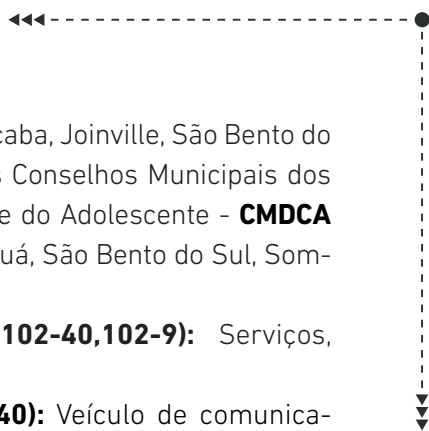 çaba, Joinville, São Bento do
s Conselhos Municipais dos
e do Adolescente - CMDCA
uá, São Bento do Sul, Som-
102-40,102-9): Serviços,
40): Veículo de comunica-